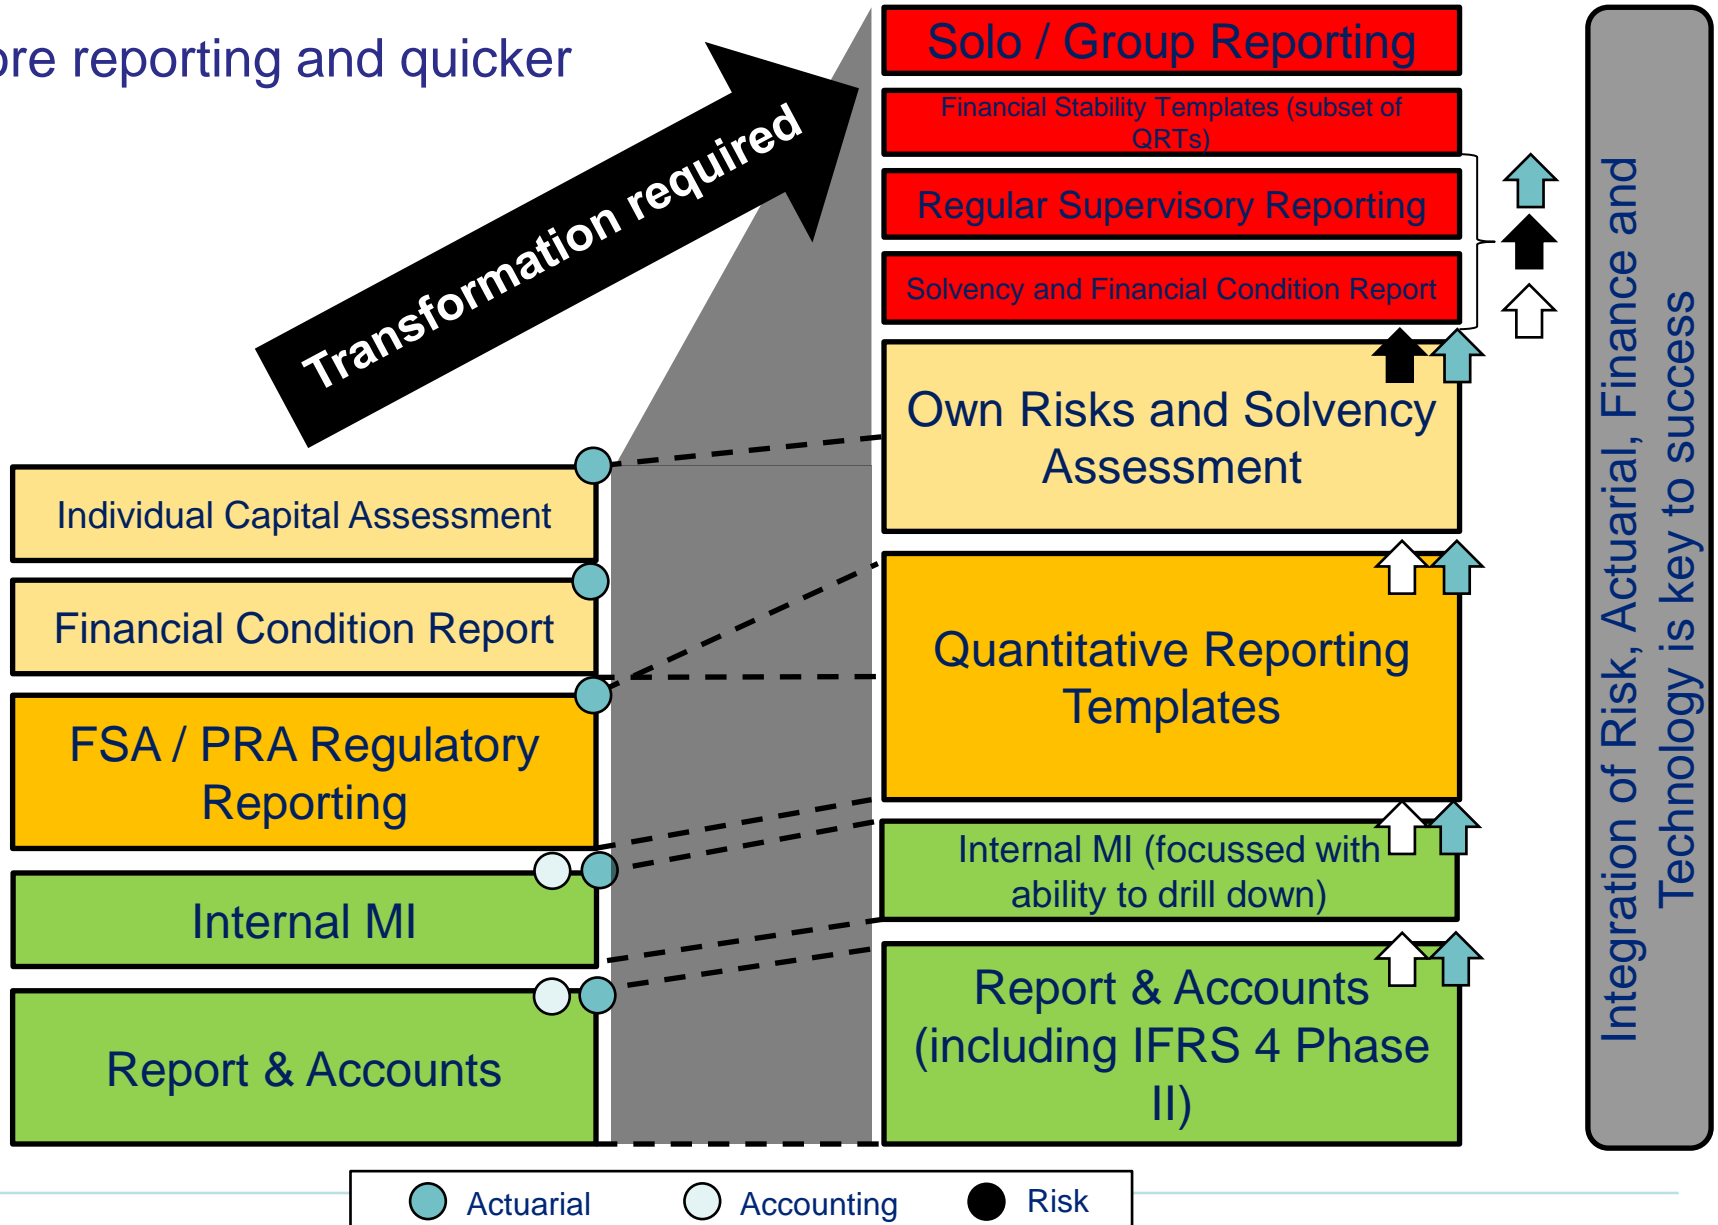 ore reporting and quicker
Transformation required
Solo / Group Reporting
Financial Stability Templates (subset of
QRTs)
Regular Supervisory Reporting
Solvency and Financial Condition Report
Own Risks and Solvency
Assessment
Quantitative Reporting
Templates
Internal MI (focussed with
ability to drill down)
Report & Accounts
(including IFRS 4 Phase
II)
Individual Capital Assessment
Financial Condition Report
FSA / PRA Regulatory
Reporting
Internal MI
Report & Accounts
Integration of Risk, Actuarial, Finance and
Technology is key to success
Actuarial
Accounting
Risk